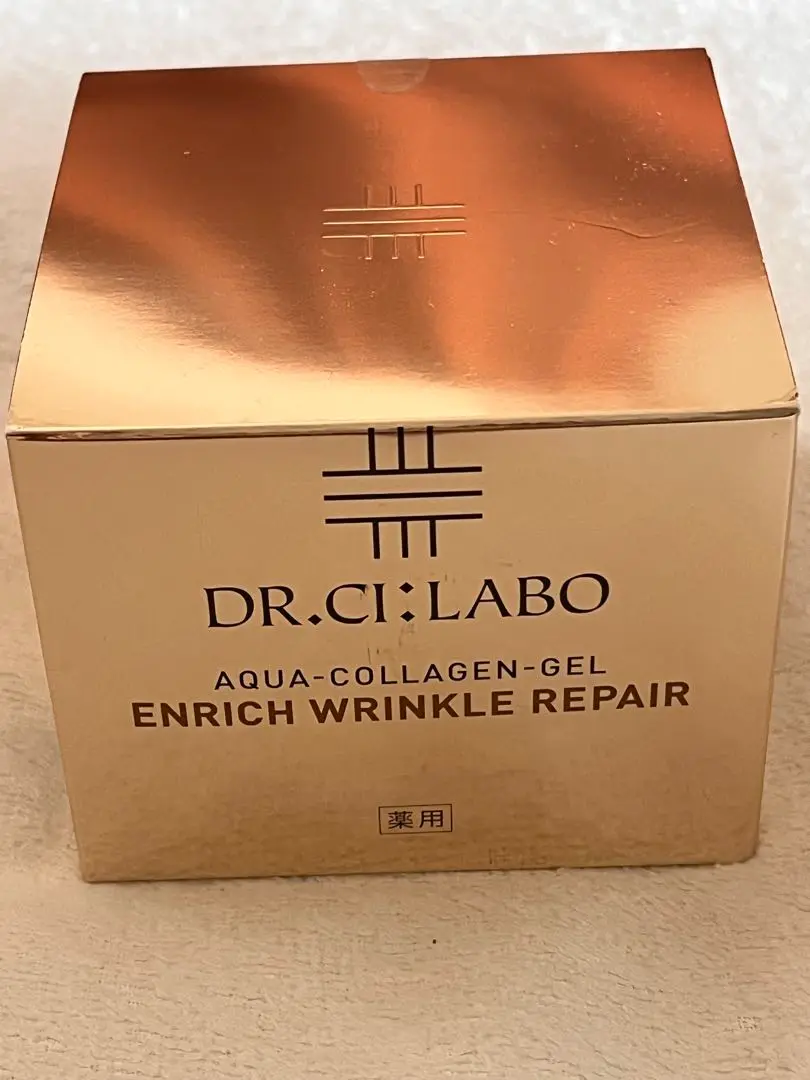 DR.CI:LABO
AQUA-COLLAGEN-GEL
ENRICH WRINKLE REPAIR
薬用